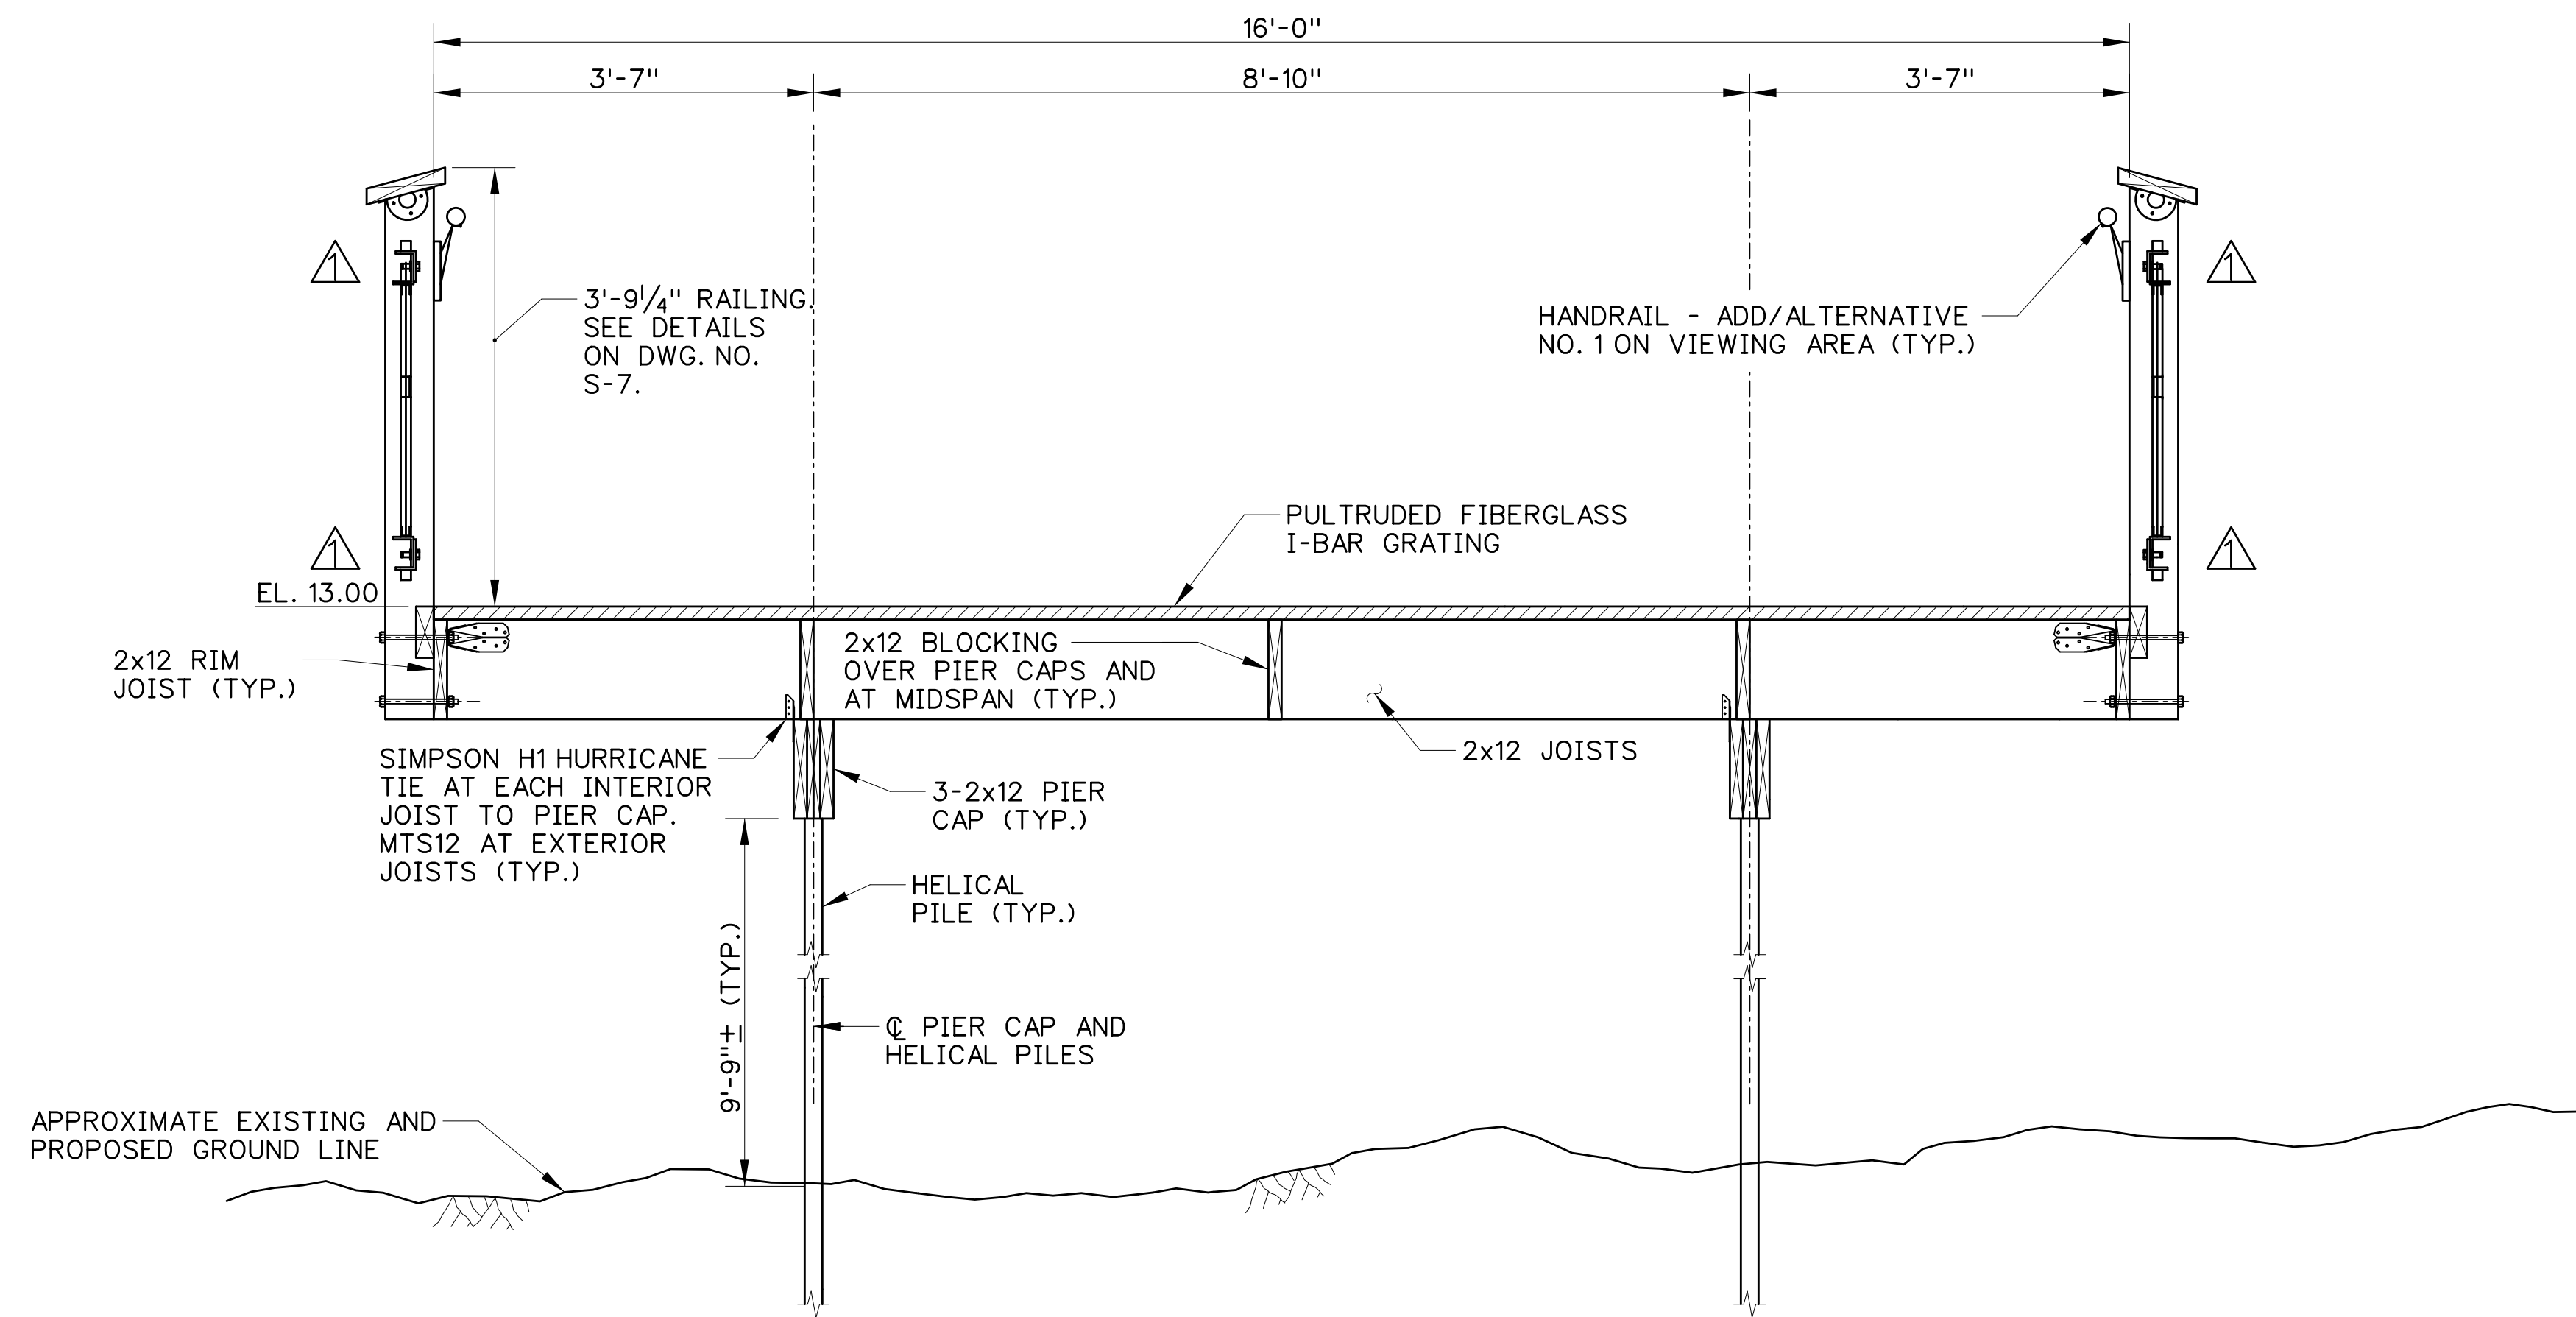 16'-0"
3'-7"
8'-10"
3'-7"
1
1
3'-9¼" RAILING.
SEE DETAILS
ON DWG. NO.
S-7.
HANDRAIL - ADD/ALTERNATIVE
NO. 1 ON VIEWING AREA (TYP.)
PULTRUDED FIBERGLASS
I-BAR GRATING
1
1
EL. 13.00
2x12 RIM
JOIST (TYP.)
2x12 BLOCKING
OVER PIER CAPS AND
AT MIDSPAN (TYP.)
SIMPSON H1 HURRICANE
TIE AT EACH INTERIOR
JOIST TO PIER CAP.
MTS12 AT EXTERIOR
JOISTS (TYP.)
2x12 JOISTS
3-2x12 PIER
CAP (TYP.)
HELICAL
PILE (TYP.)
9'-9"± (TYP.)
℄ PIER CAP AND
HELICAL PILES
APPROXIMATE EXISTING AND
PROPOSED GROUND LINE